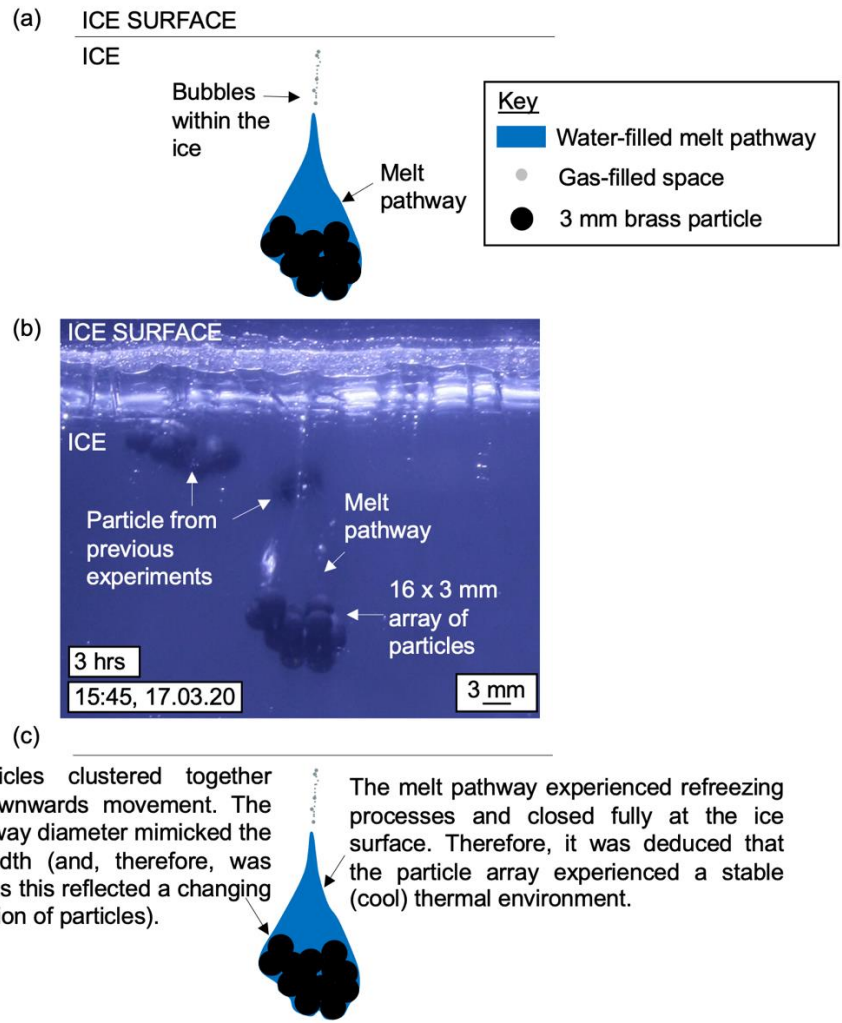 (a)
ICE SURFACE
ICE
Bubbles
within the
ice
Melt
pathway
Key
Water-filled melt pathway
Gas-filled space
3 mm brass particle
(b)
ICE SURFACE
ICE
Particle from
previous
experiments
Melt
pathway
16 x 3 mm
array of
particles
3 hrs
15:45, 17.03.20
3 mm
(c)
clustered together
movement. The
diameter mimicked the
(and, therefore, was
this reflected a changing
of particles).
The melt pathway experienced refreezing
processes and closed fully at the ice
surface. Therefore, it was deduced that
the particle array experienced a stable
(cool) thermal environment.